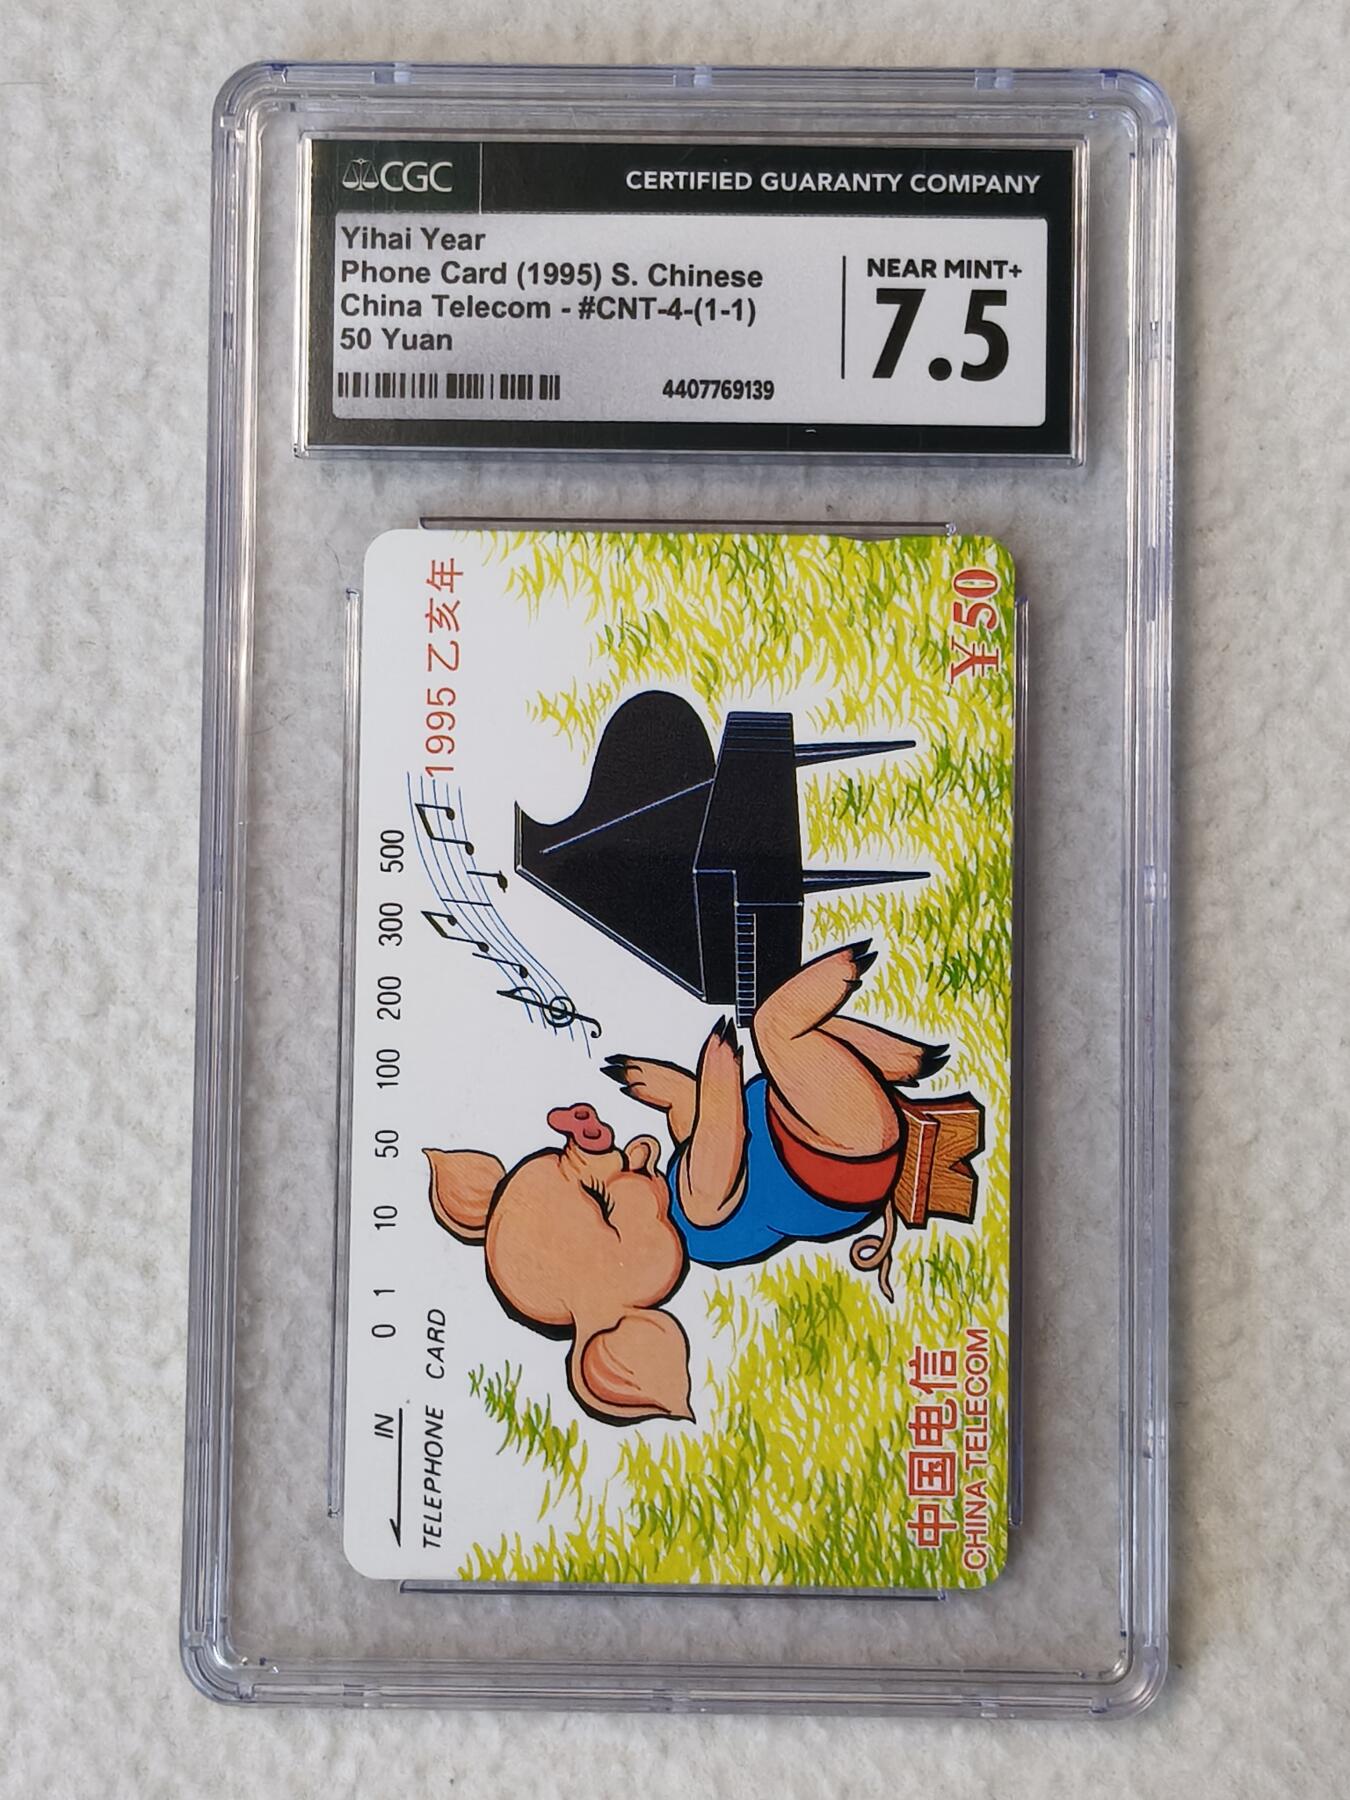 CGC
CERTIFIED GUARANTY COMPANY
Yihai Year
Phone Card (1995) S. Chinese
China Telecom - #CNT-4-(1-1)
50 Yuan
4407769139
NEAR MINT+
7.5
IN 0 1 10 50 100 200 300 500
TELEPHONE CARD
1995 乙亥年
中国电信
CHINA TELECOM
¥50